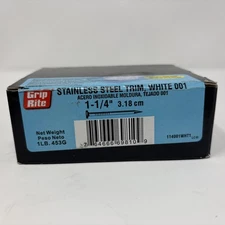 Grip
Rite
STAINLESS STEEL TRIM, WHITE 001
ACERO INOXIDABLE MOLDURA, TEJADO 001
1-1/4" 3.18 cm
Net Weight
Peso Neto
1LB. 453G